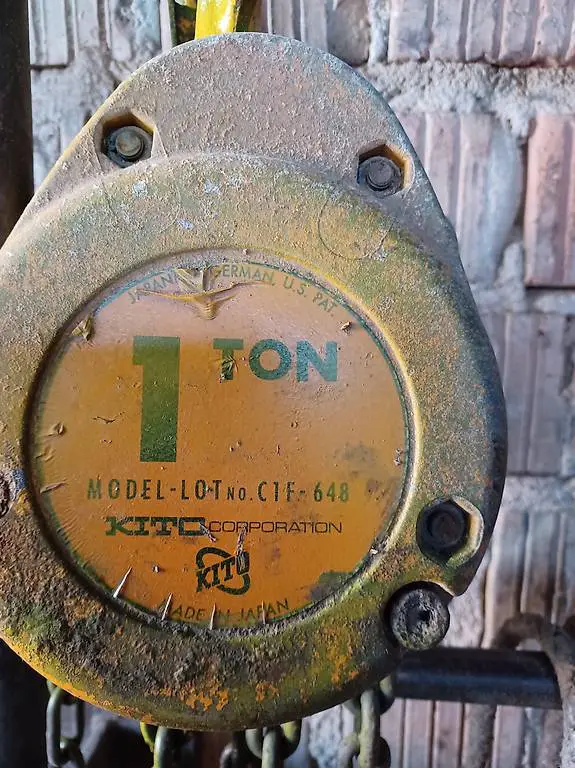 JAPAN, GERMAN, U.S. PAT.
1 TON
MODEL-LOT NO. C1F-648
KITO CORPORATION
KITO
MADE IN JAPAN